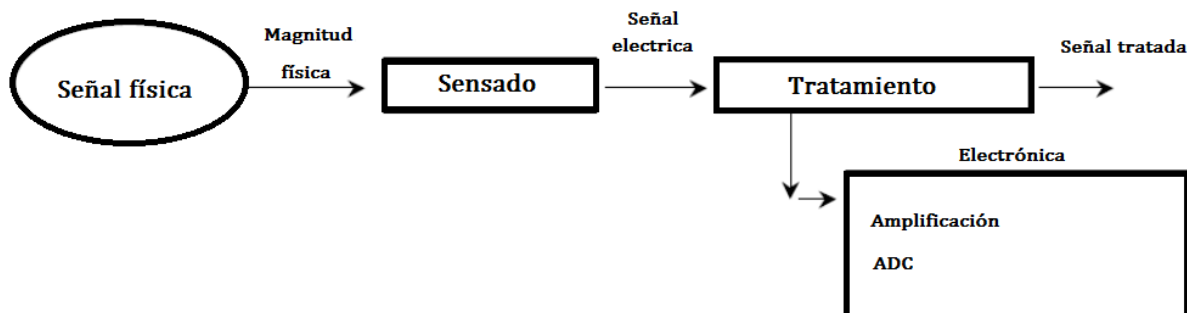 Señal física
Magnitud
física
Sensado
Señal
electrica
Tratamiento
Señal tratada
Electrónica
Amplificación
ADC